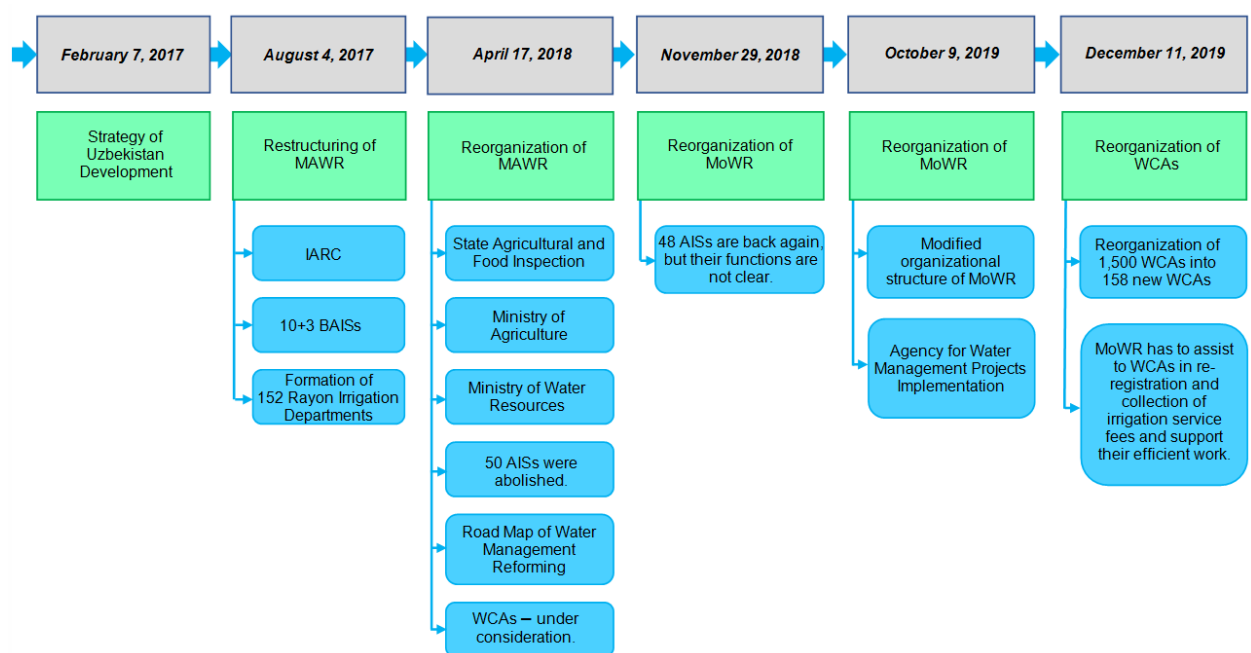 February 7, 2017
August 4, 2017
April 17, 2018
November 29, 2018
October 9, 2019
December 11, 2019
Strategy of
Uzbekistan
Development
Restructuring of
MAWR
Reorganization of
MAWR
Reorganization of
MoWR
Reorganization of
MoWR
Reorganization of
WCAs
IARC
10+3 BAISs
Formation of
152 Rayon Irrigation
Departments
State Agricultural and
Food Inspection
Ministry of
Agriculture
Ministry of Water
Resources
50 AISs were
abolished.
Road Map of Water
Management
Reforming
WCAs – under
consideration.
48 AISs are back again,
but their functions are
not clear.
Modified
organizational
structure of MoWR
Agency for Water
Management Projects
Implementation
Reorganization of
1,500 WCAs into
158 new WCAs
MoWR has to assist
to WCAs in re-
registration and
collection of
irrigation service
fees and support
their efficient work.